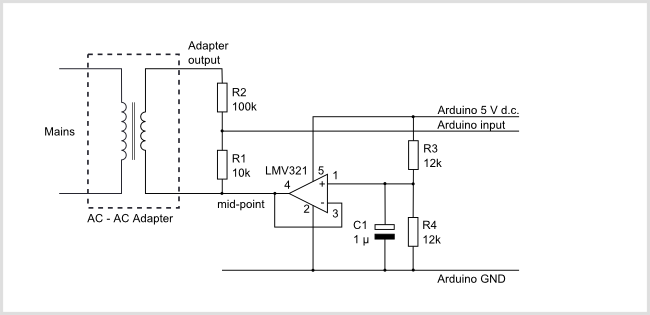 Adapter
output
R2
100k
Arduino 5 V d.c.
Arduino input
Mains
R1
10k
LMV321
5
1
R3
12k
4
+
-
mid-point
2
3
AC - AC Adapter
C1
1 µ
R4
12k
Arduino GND